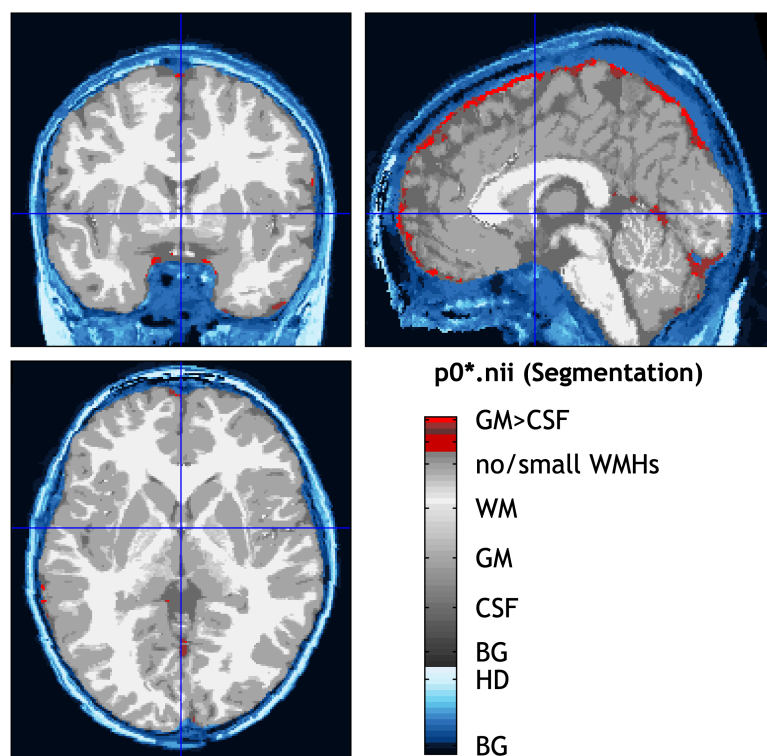 p0*.nii (Segmentation)
GM>CSF
no/small WMHs
WM
GM
CSF
BG
HD
BG